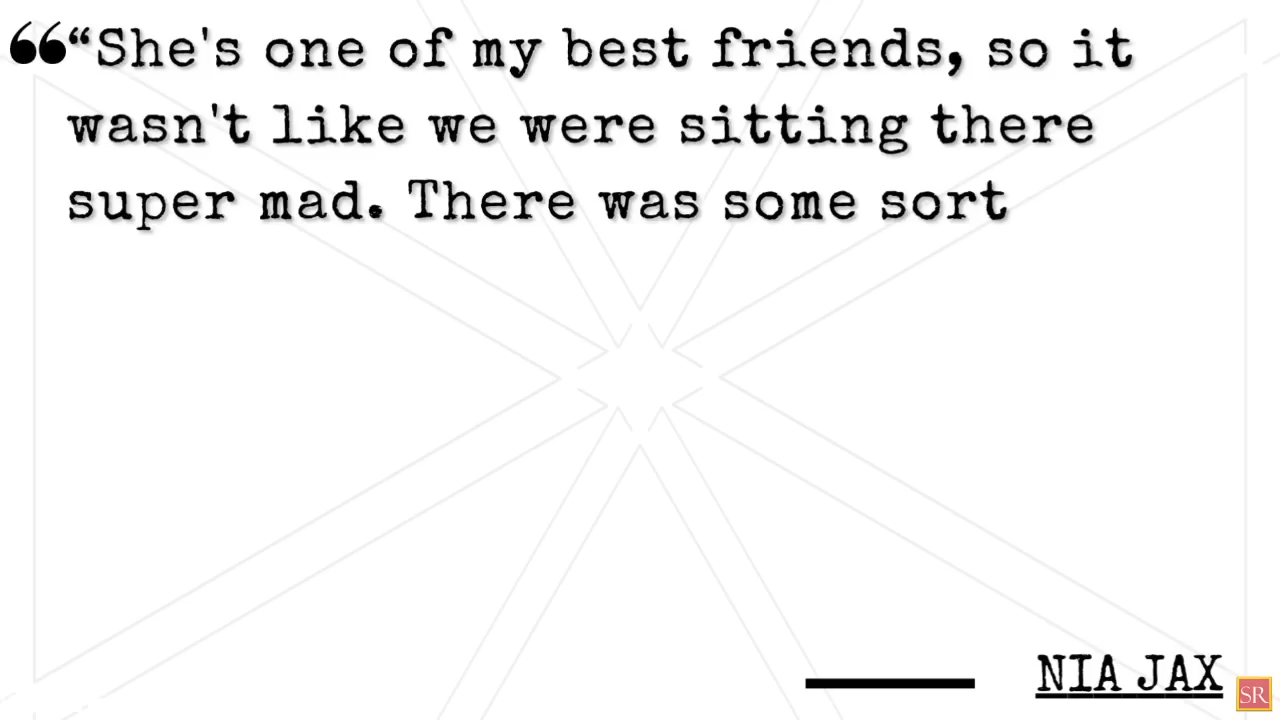 ❝“She's one of my best friends, so it
wasn't like we were sitting there
super mad. There was some sort
NIA JAX
SR